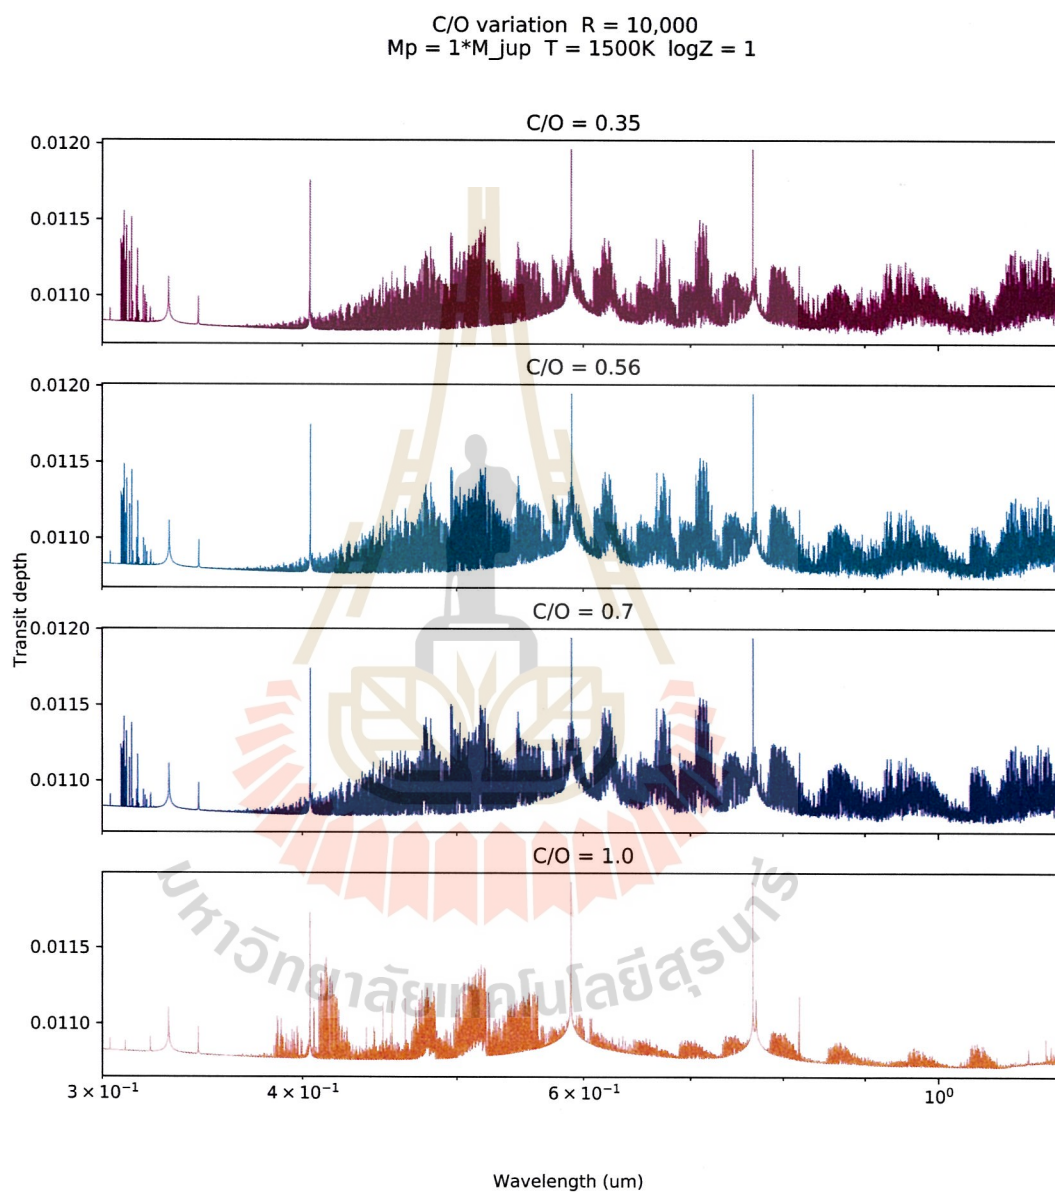 C/O variation R = 10,000
Mp = 1*M_jup T = 1500K logZ = 1
C/O = 0.35
0.0120
0.0115
0.0110
C/O = 0.56
0.0120
0.0115
0.0110
Transit depth
C/O = 0.7
0.0120
0.0115
0.0110
C/O = 1.0
0.0115
0.0110
3 × 10⁻¹
4 × 10⁻¹
6 × 10⁻¹
10⁰
Wavelength (um)
มหาวิทยาลัยเทคโนโลยีสุรนารี